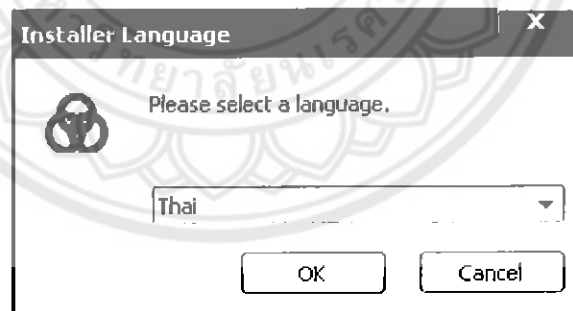 Installer Language
X
Please select a language.
Thai
OK
Cancel